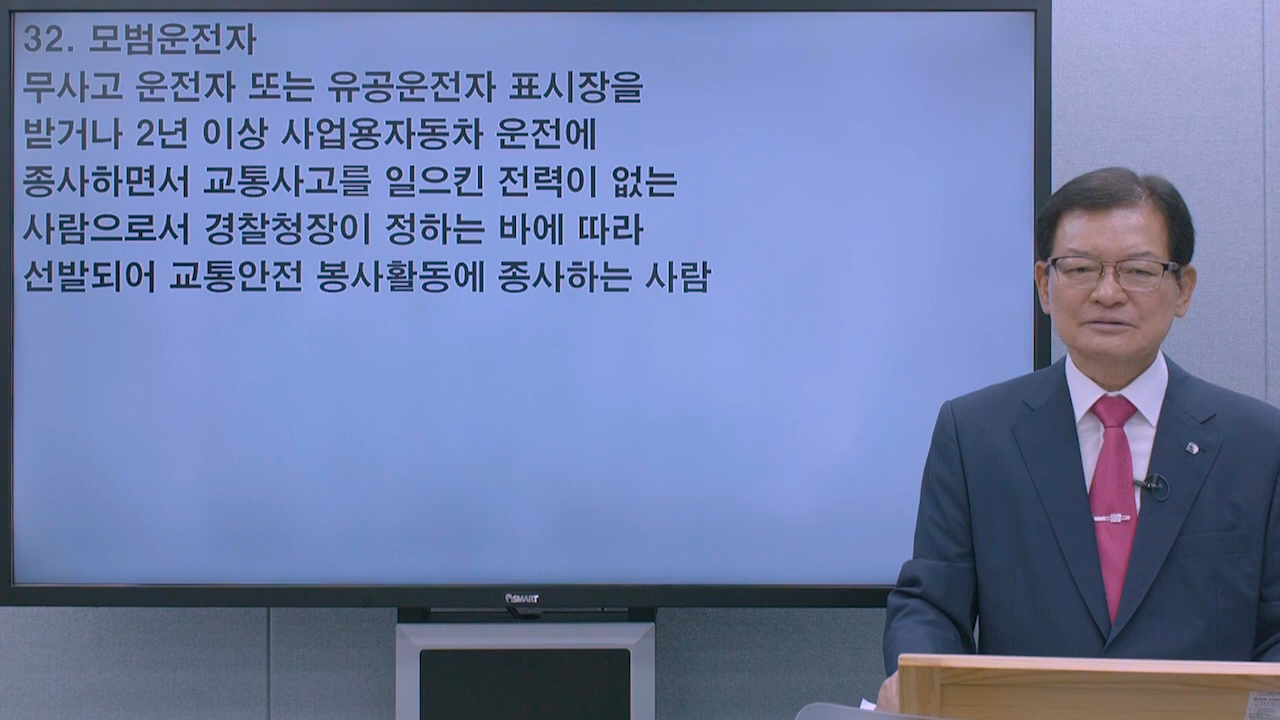 32. 모범운전자
무사고 운전자 또는 유공운전자 표시장을
받거나 2년 이상 사업용자동차 운전에
종사하면서 교통사고를 일으킨 전력이 없는
사람으로서 경찰청장이 정하는 바에 따라
선발되어 교통안전 봉사활동에 종사하는 사람
SMART